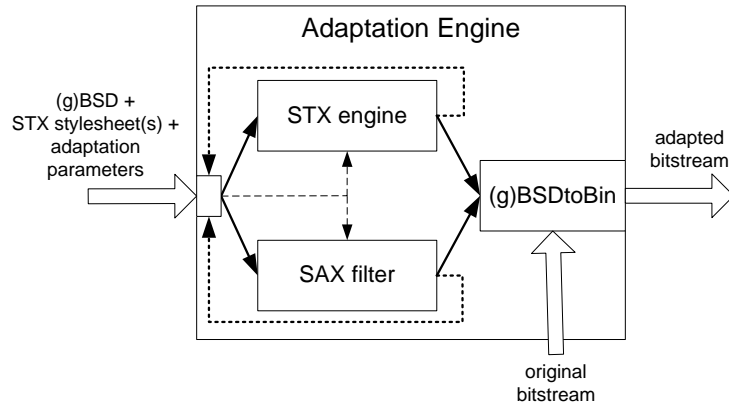 Adaptation Engine
(g)BSD +
STX stylesheet(s) +
adaptation
parameters
STX engine
SAX filter
(g)BSDtoBin
adapted
bitstream
original
bitstream